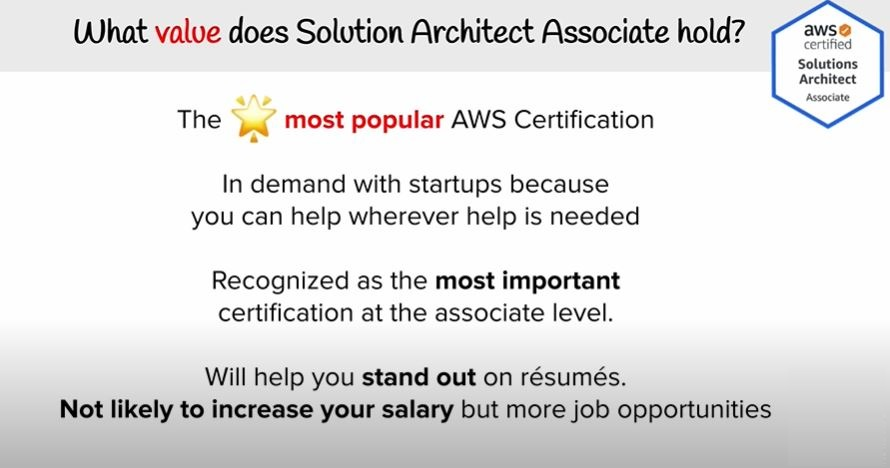 What value does Solution Architect Associate hold?
aws
certified
Solutions
Architect
Associate
The 🌟 most popular AWS Certification
In demand with startups because
you can help wherever help is needed
Recognized as the most important
certification at the associate level.
Will help you stand out on résumés.
Not likely to increase your salary but more job opportunities